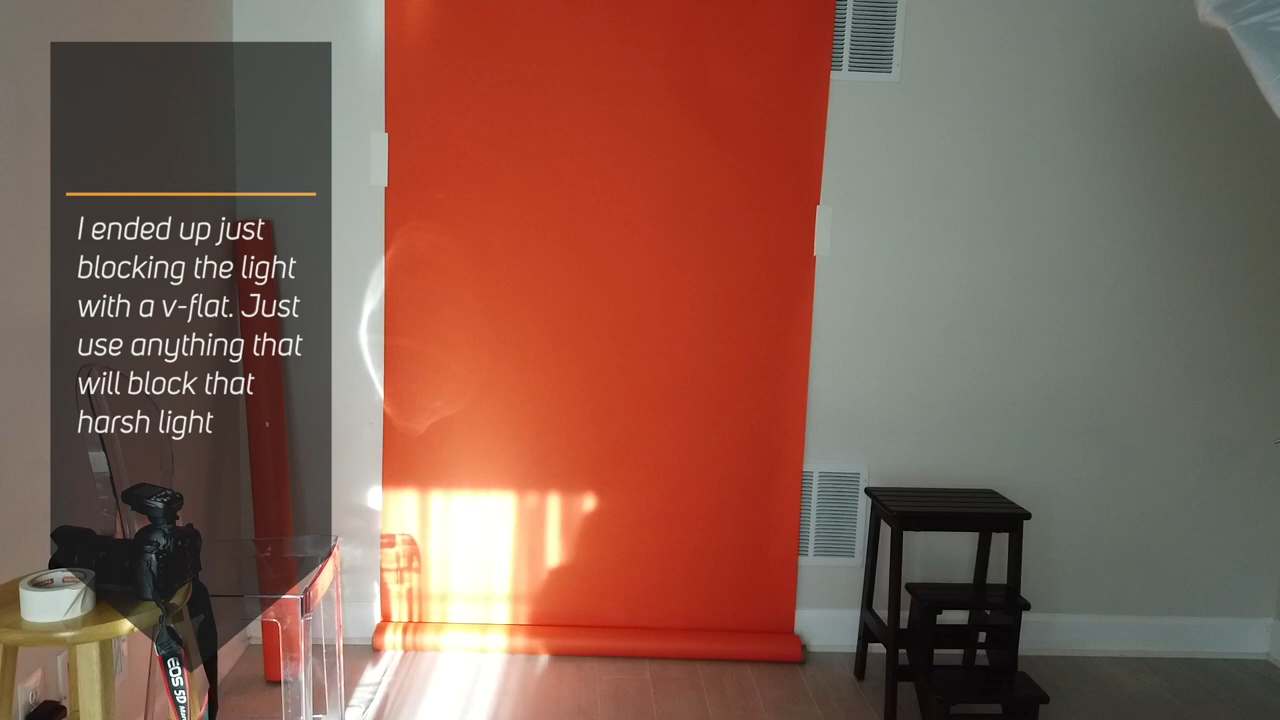 I ended up just
blocking the light
with a v-flat. Just
use anything that
will block that
harsh light
EOS 5D